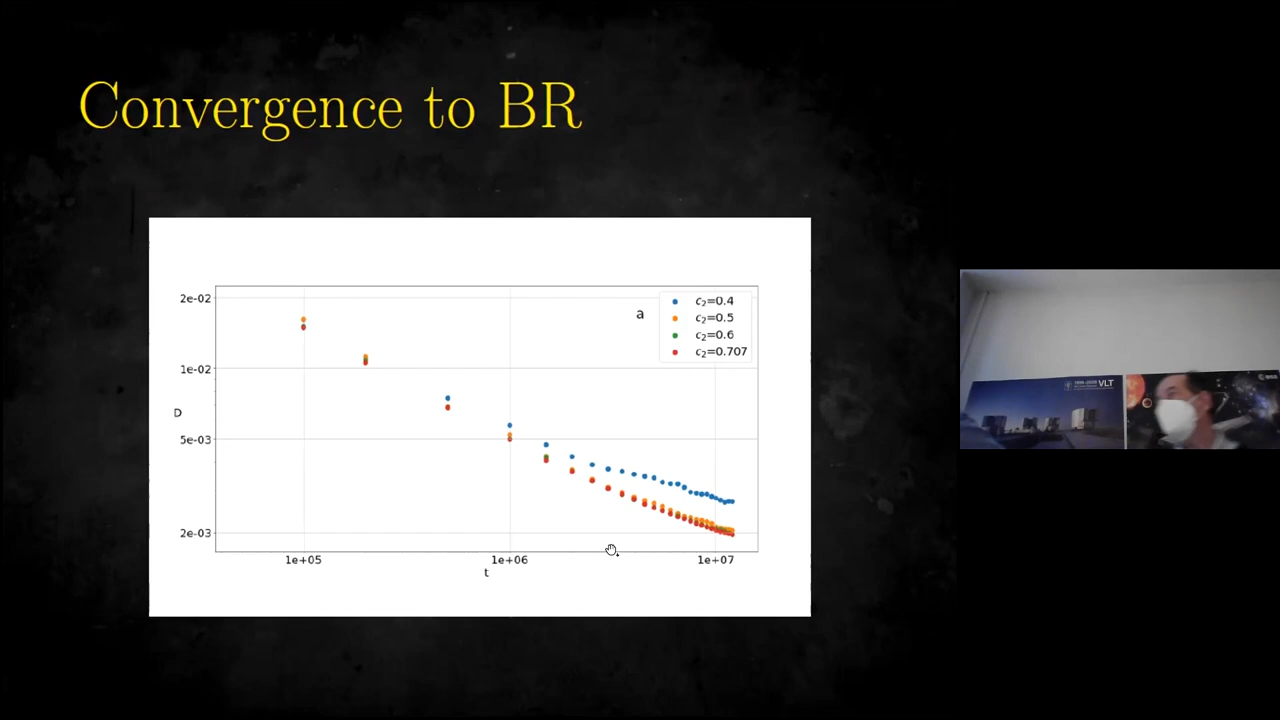 Convergence to BR
a
c₂=0.4
c₂=0.5
c₂=0.6
c₂=0.707
2e-02
1e-02
D
5e-03
2e-03
1e+05
1e+06
1e+07
t
VLT